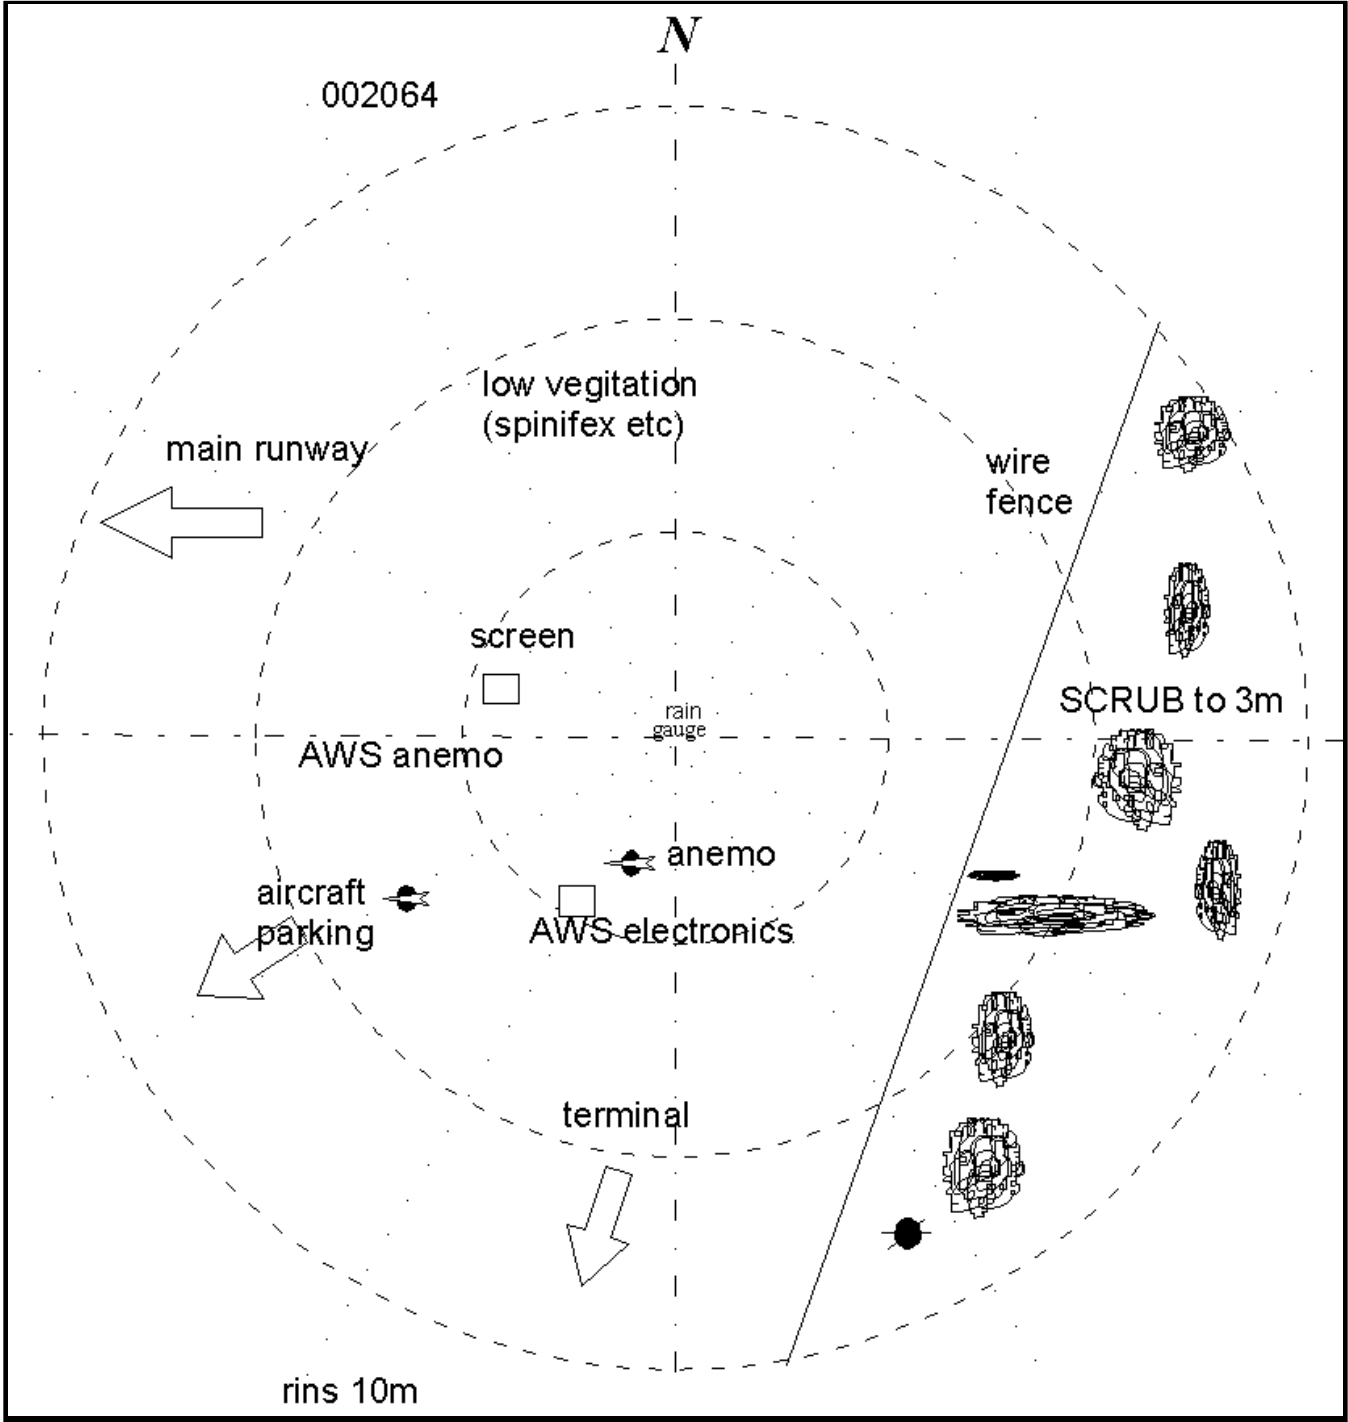 N
002064
low vegitation
(spinifex etc)
main runway
wire
fence
screen
SCRUB to 3m
rain
gauge
AWS anemo
anemo
aircraft
parking
AWS electronics
terminal
rins 10m